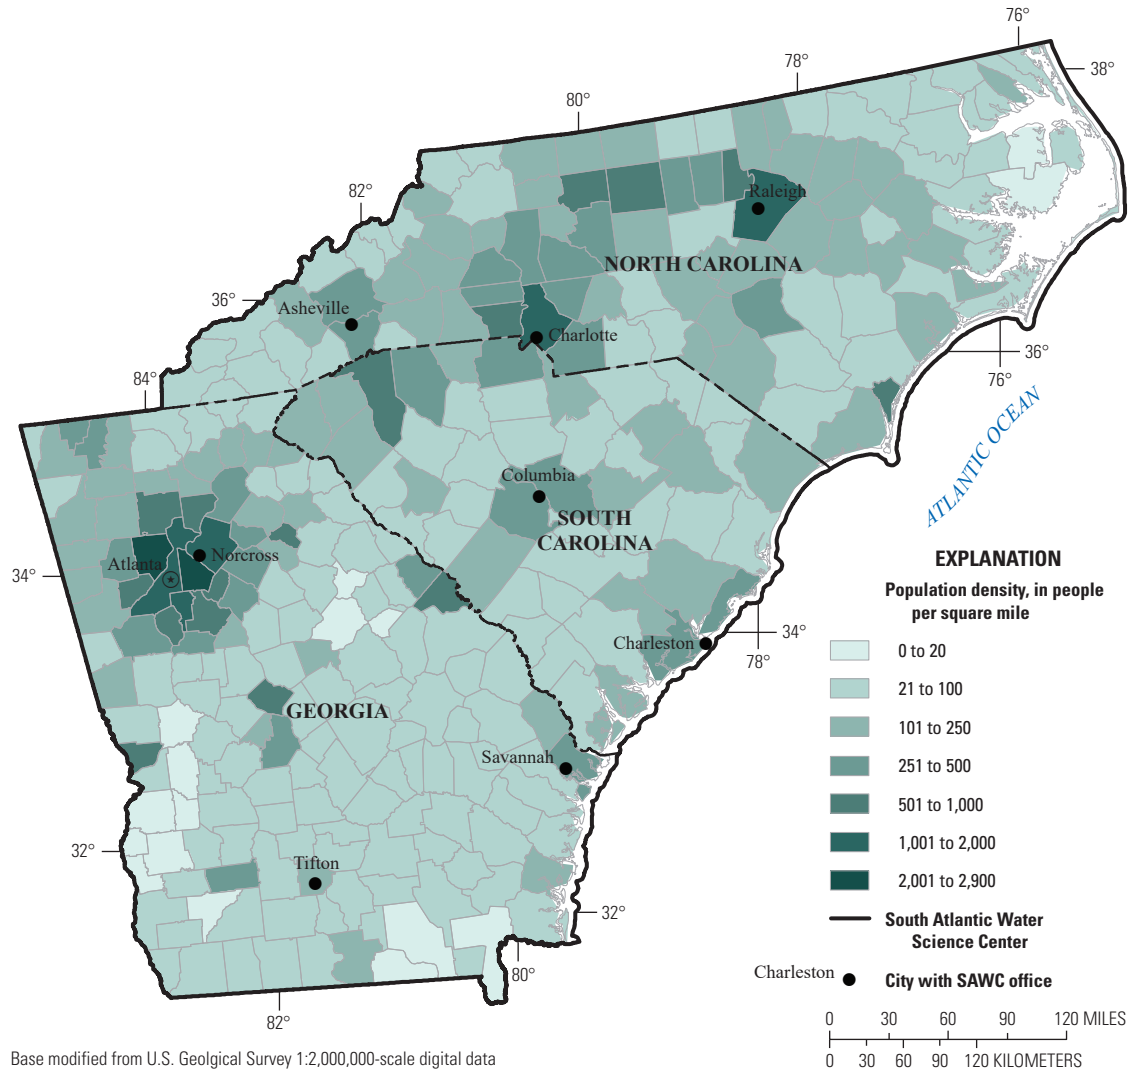 76°
78°
38°
80°
82°
Raleigh
NORTH CAROLINA
36°
Asheville
Charlotte
36°
84°
76°
ATLANTIC OCEAN
Columbia
SOUTH
CAROLINA
Atlanta
Norcross
34°
Charleston
34°
78°
GEORGIA
Savannah
32°
Tifton
32°
80°
82°
EXPLANATION
Population density, in people
per square mile
0 to 20
21 to 100
101 to 250
251 to 500
501 to 1,000
1,001 to 2,000
2,001 to 2,900
South Atlantic Water
Science Center
Charleston City with SAWC office
0 30 60 90 120 MILES
0 30 60 90 120 KILOMETERS
Base modified from U.S. Geolgical Survey 1:2,000,000-scale digital data